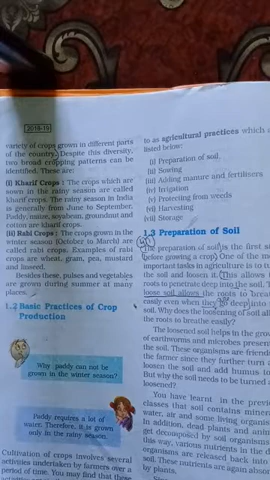 2018-19
variety of crops grown in different parts
of the country. Despite this diversity,
two broad cropping patterns can be
identified. These are:
(i) Kharif Crops : The crops which are
sown in the rainy season are called
kharif crops. The rainy season in India
is generally from June to September.
Paddy, maize, soyabean, groundnut and
cotton are kharif crops.
(ii) Rabi Crops : The crops grown in the
winter season (October to March) are
called rabi crops. Examples of rabi
crops are wheat, gram, pea, mustard
and linseed.
Besides these, pulses and vegetables
are grown during summer at many
places.
1.2 Basic Practices of Crop
Production
Why paddy can not be
grown in the winter season?
Paddy requires a lot of
water. Therefore, it is grown
only in the rainy season.
Cultivation of crops involves several
activities undertaken by farmers over a
period of time. You may find that these
to as agricultural practices which
listed below:
(i) Preparation of soil
(ii) Sowing
(iii) Adding manure and fertilisers
(iv) Irrigation
(v) Protecting from weeds
(vi) Harvesting
(vii) Storage
1.3 Preparation of Soil
The preparation of soil is the first
before growing a crop. One of the
important tasks in agriculture is to
the soil and loosen it. This allows
roots to penetrate deep into the soil.
loose soil allows the roots to
easily even when they go deep into
soil. Why does the loosening of soil
the roots to breathe easily?
The loosened soil helps in the
of earthworms and microbes present
the soil. These organisms are
the farmer since they further turn
loosen the soil and add humus to
But why the soil needs to be turned
loosened?
You have learnt in the
classes that soil contains
water, air and some living
In addition, dead plants and
get decomposed by soil organisms
this way, various nutrients in the
organisms are released back into
soil. These nutrients are again
by plants.